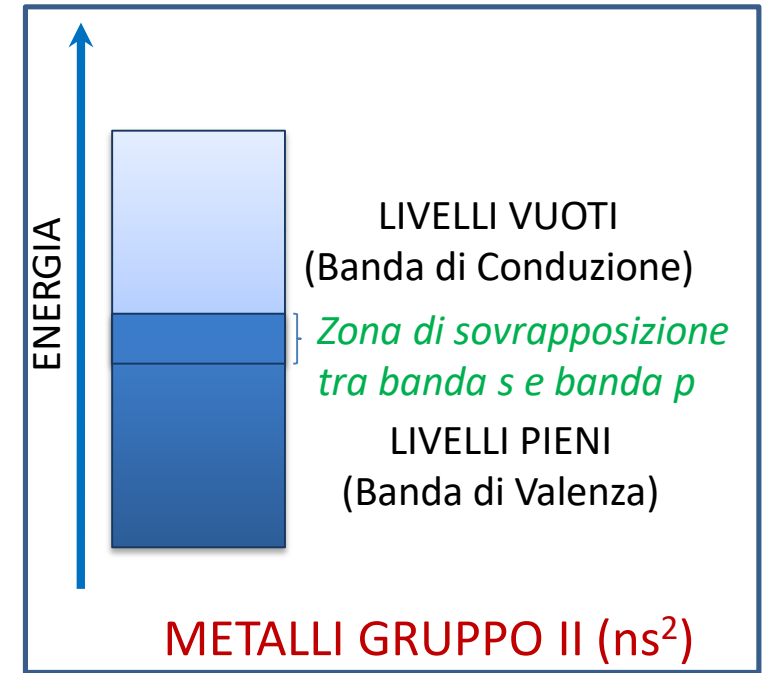 ENERGIA
LIVELLI VUOTI
(Banda di Conduzione)
Zona di sovrapposizione
tra banda s e banda p
LIVELLI PIENI
(Banda di Valenza)
METALLI GRUPPO II (ns²)